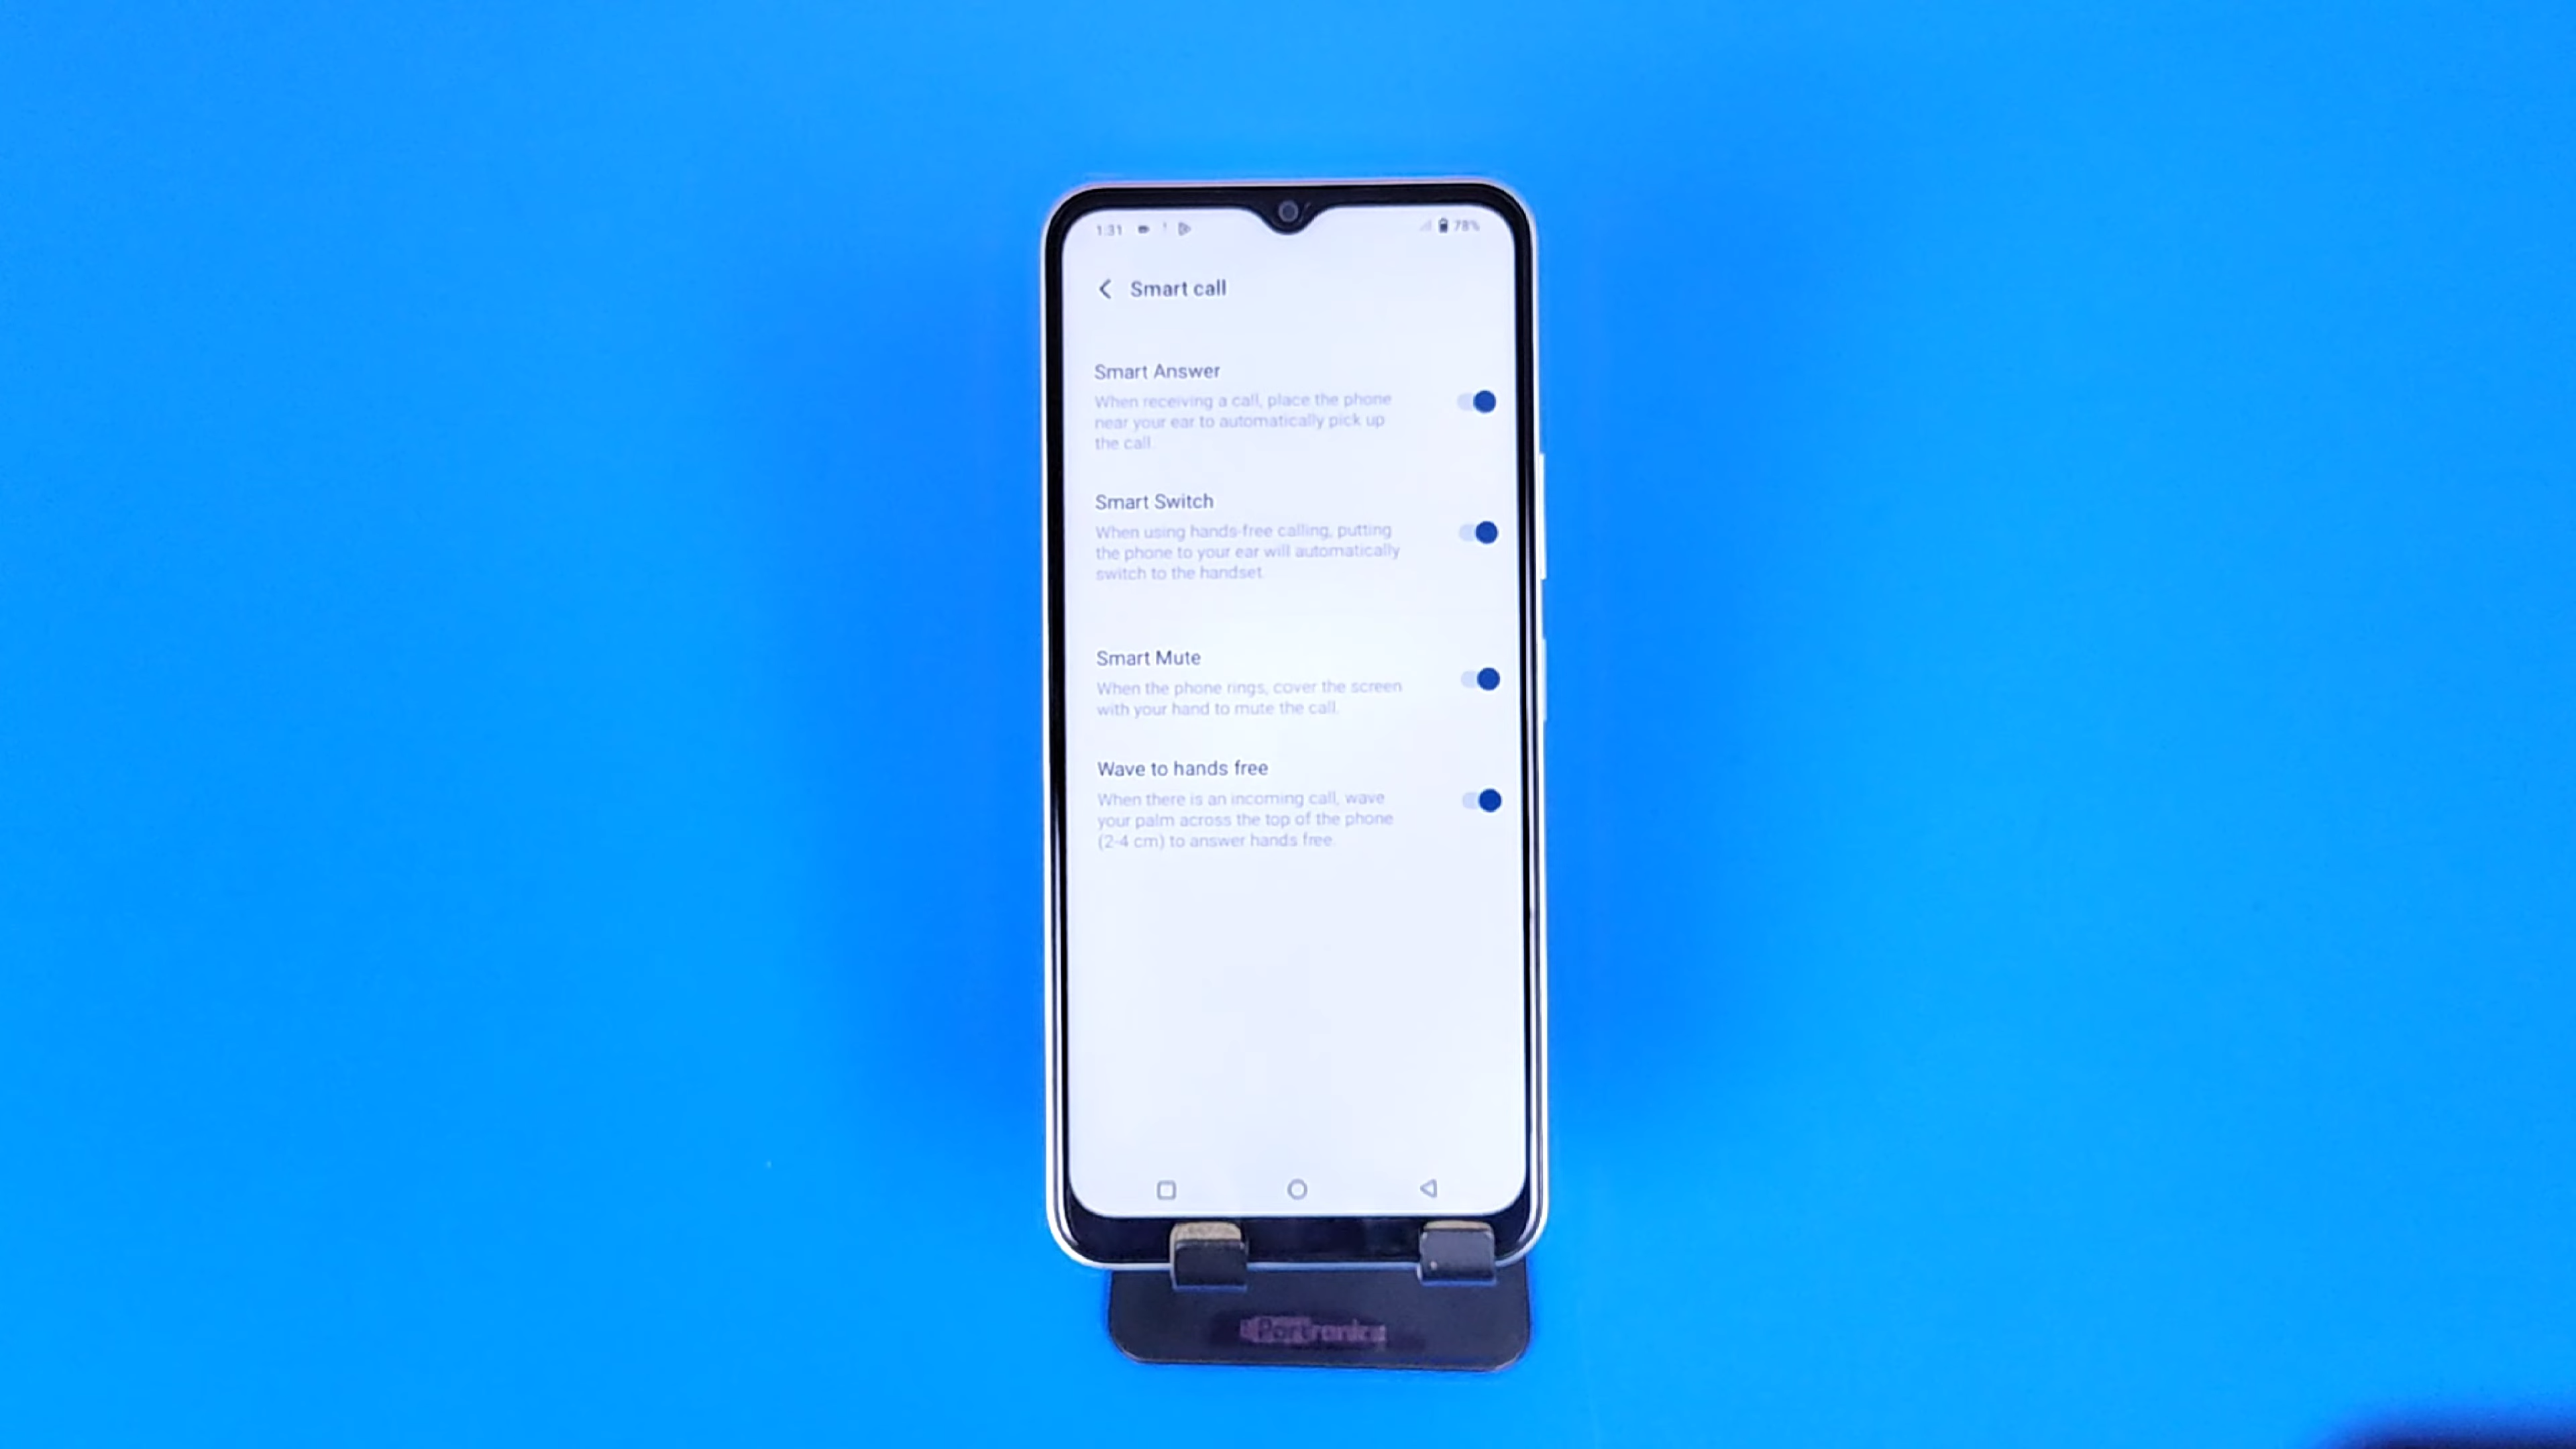 1:31
78%
Smart call
Smart Answer
When receiving a call, place the phone
near your ear to automatically pick up
the call.
Smart Switch
When using hands-free calling, putting
the phone to your ear will automatically
switch to the handset.
Smart Mute
When the phone rings, cover the screen
with your hand to mute the call.
Wave to hands free
When there is an incoming call, wave
your palm across the top of the phone
(2-4 cm) to answer hands free.
Portronics